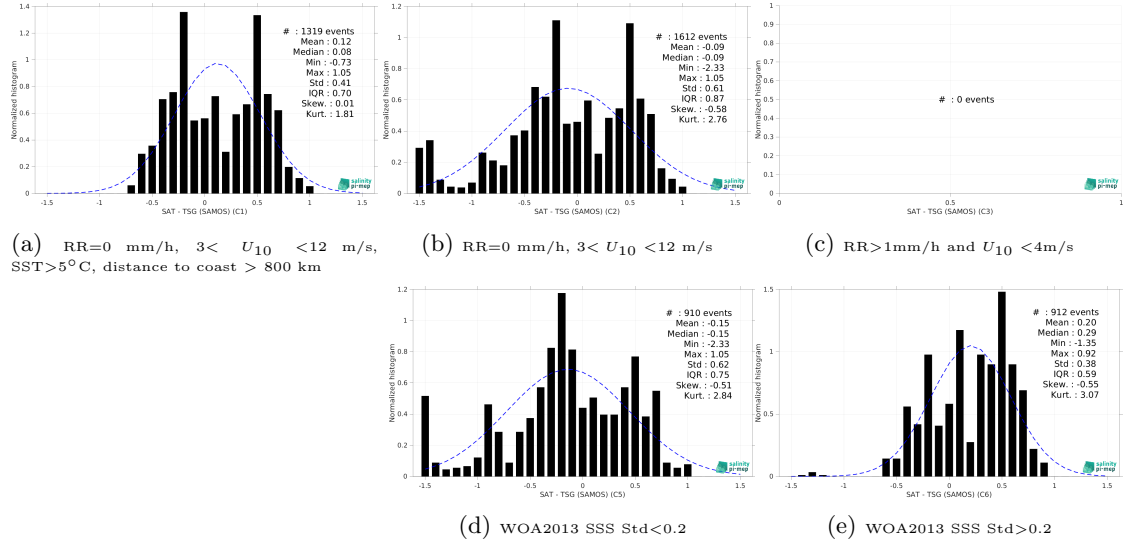 1.4
1.2
1
0.8
0.6
0.4
0.2
0
Normalized histogram
-1.5
-1
-0.5
0
0.5
1
1.5
SAT - TSG (SAMOS) (C1)
# : 1319 events
Mean : 0.12
Median : 0.08
Min : -0.73
Max : 1.05
Std : 0.41
IQR : 0.70
Skew. : 0.01
Kurt. : 1.81
salinity
pi-mep
(a) RR=0 mm/h, 3< U10 <12 m/s,
SST>5°C, distance to coast > 800 km
1.2
1
0.8
0.6
0.4
0.2
0
Normalized histogram
-1.5
-1
-0.5
0
0.5
1
1.5
SAT - TSG (SAMOS) (C2)
# : 1612 events
Mean : -0.09
Median : -0.09
Min : -2.33
Max : 1.05
Std : 0.61
IQR : 0.87
Skew. : -0.58
Kurt. : 2.76
salinity
pi-mep
(b) RR=0 mm/h, 3< U10 <12 m/s
1
0.9
0.8
0.7
0.6
0.5
0.4
0.3
0.2
0.1
0
Normalized histogram
0
0.5
1
SAT - TSG (SAMOS) (C3)
# : 0 events
salinity
pi-mep
(c) RR>1mm/h and U10 <4m/s
1.2
1
0.8
0.6
0.4
0.2
0
Normalized histogram
-1.5
-1
-0.5
0
0.5
1
1.5
SAT - TSG (SAMOS) (C5)
# : 910 events
Mean : -0.15
Median : -0.15
Min : -2.33
Max : 1.05
Std : 0.62
IQR : 0.75
Skew. : -0.51
Kurt. : 2.84
salinity
pi-mep
(d) WOA2013 SSS Std<0.2
1.5
1
0.5
0
Normalized histogram
-1.5
-1
-0.5
0
0.5
1
1.5
SAT - TSG (SAMOS) (C6)
# : 912 events
Mean : 0.20
Median : 0.29
Min : -1.35
Max : 0.92
Std : 0.38
IQR : 0.59
Skew. : -0.55
Kurt. : 3.07
salinity
pi-mep
(e) WOA2013 SSS Std>0.2